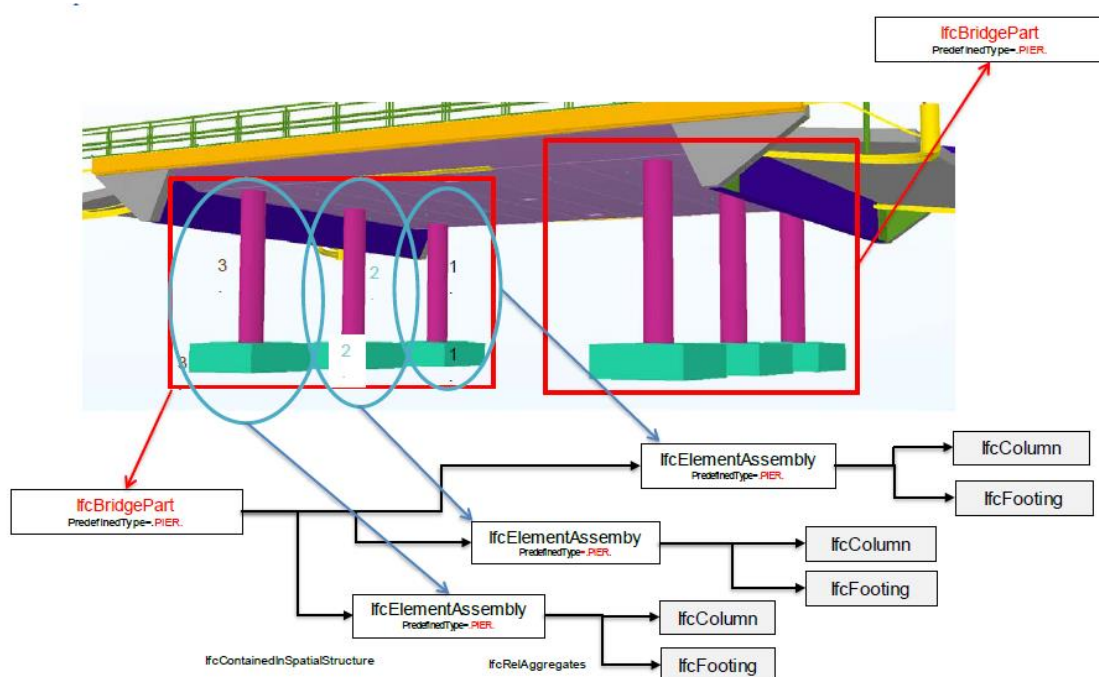 IfcBridgePart
PredefinedType=.PIER.
3
.
2
.
1
.
3
.
2
.
1
.
IfcElementAssembly
PredefinedType=.PIER.
IfcColumn
IfcFooting
IfcBridgePart
PredefinedType=.PIER.
IfcElementAssemby
PredefinedType=.PIER.
IfcColumn
IfcFooting
IfcElementAssembly
PredefinedType=.PIER.
IfcColumn
IfcFooting
IfcContainedInSpatialStructure
IfcRelAggregates